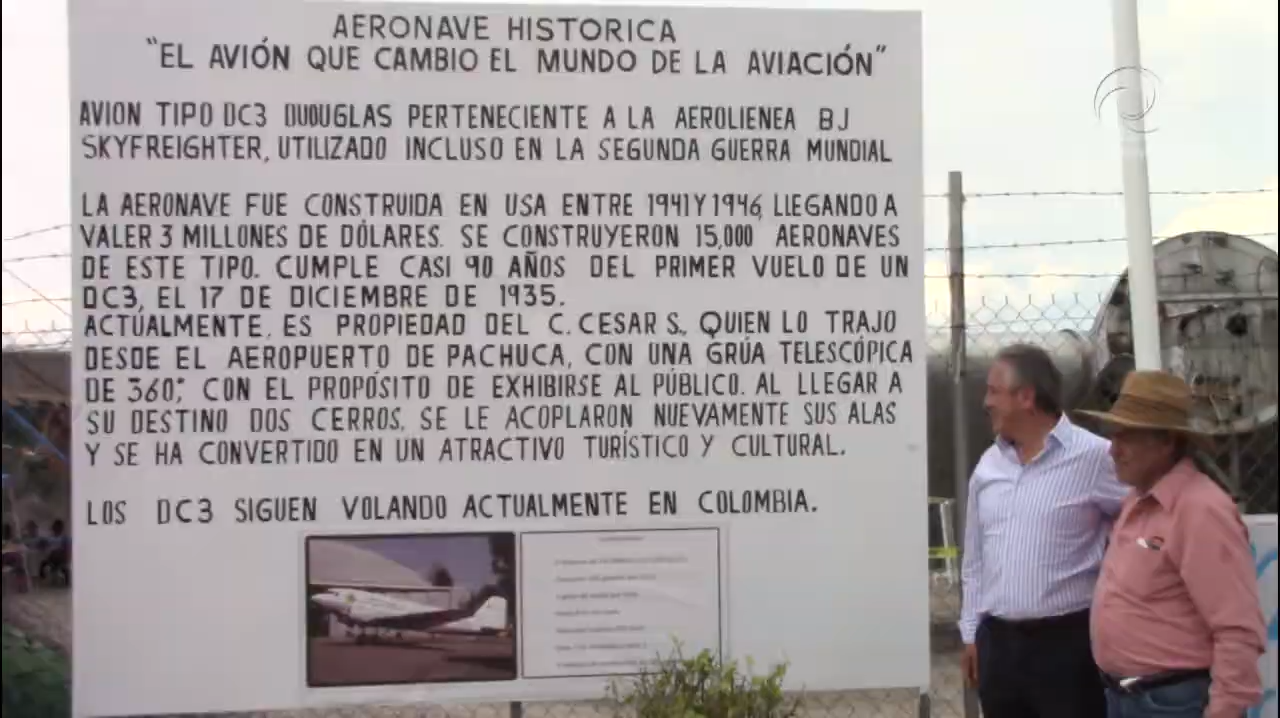 AERONAVE HISTORICA
"EL AVIÓN QUE CAMBIO EL MUNDO DE LA AVIACIÓN"
AVION TIPO DC3 DUOUGLAS PERTENECIENTE A LA AEROLIENEA BJ
SKYFREIGHTER, UTILIZADO INCLUSO EN LA SEGUNDA GUERRA MUNDIAL
LA AERONAVE FUE CONSTRUIDA EN USA ENTRE 1941 Y 1946, LLEGANDO A
VALER 3 MILLONES DE DÓLARES. SE CONSTRUYERON 15,000 AERONAVES
DE ESTE TIPO. CUMPLE CASI 90 AÑOS DEL PRIMER VUELO DE UN
DC3, EL 17 DE DICIEMBRE DE 1935.
ACTUALMENTE, ES PROPIEDAD DEL C. CESAR S., QUIEN LO TRAJO
DESDE EL AEROPUERTO DE PACHUCA, CON UNA GRÚA TELESCÓPICA
DE 360°, CON EL PROPÓSITO DE EXHIBIRSE AL PÚBLICO. AL LLEGAR A
SU DESTINO DOS CERROS, SE LE ACOPLARON NUEVAMENTE SUS ALAS
Y SE HA CONVERTIDO EN UN ATRACTIVO TURÍSTICO Y CULTURAL.
LOS DC3 SIGUEN VOLANDO ACTUALMENTE EN COLOMBIA.